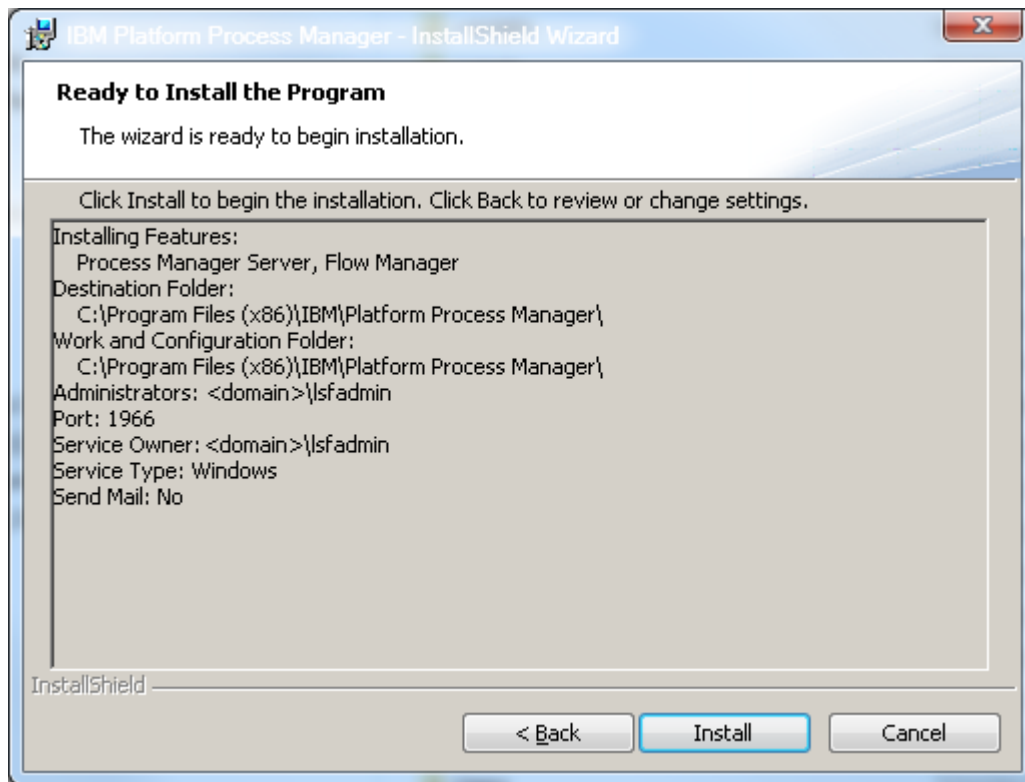 IBM Platform Process Manager - InstallShield Wizard
X
Ready to Install the Program
The wizard is ready to begin installation.
Click Install to begin the installation. Click Back to review or change settings.
Installing Features:
Process Manager Server, Flow Manager
Destination Folder:
C:\Program Files (x86)\IBM\Platform Process Manager\
Work and Configuration Folder:
C:\Program Files (x86)\IBM\Platform Process Manager\
Administrators: <domain>\lsfadmin
Port: 1966
Service Owner: <domain>\lsfadmin
Service Type: Windows
Send Mail: No
InstallShield
< Back
Install
Cancel